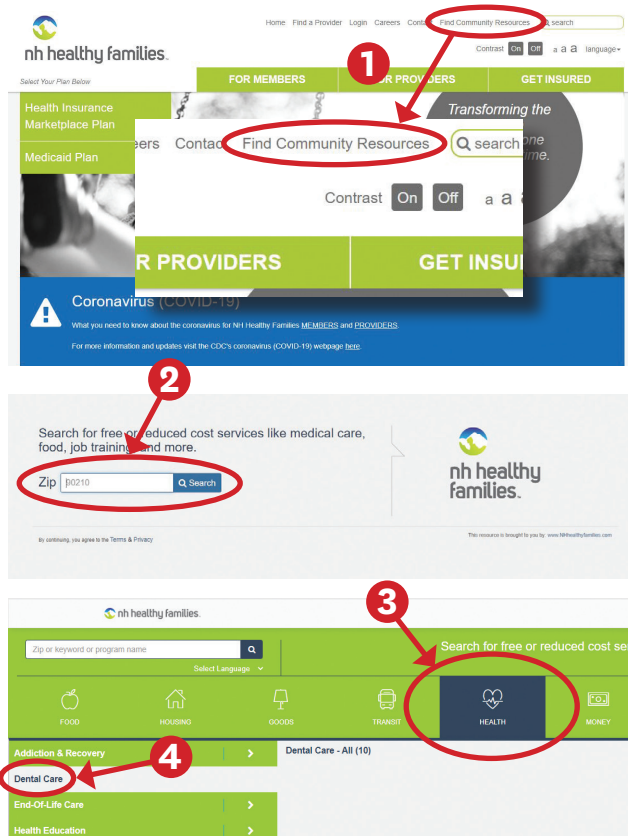 Home Find a Provider Login Careers Contact Find Community Resources search
nh healthy families™
Contrast On Off a a a language
Select Your Plan Below
FOR MEMBERS FOR PROVIDERS GET INSURED
1
Health Insurance
Marketplace Plan
Medicaid Plan
Transforming the
one
me.
eers Contac Find Community Resources search
Contrast On Off a a
R PROVIDERS GET INSU
Coronavirus (COVID-19)
What you need to know about the coronavirus for NH Healthy Families MEMBERS and PROVIDERS.
For more information and updates visit the CDC's coronavirus (COVID-19) webpage here.
2
Search for free or reduced cost services like medical care,
food, job training, and more.
Zip 90210 Search
nh healthy
families™
By continuing, you agree to the Terms & Privacy
This resource is brought to you by www.NHhealthyfamilies.com
3
nh healthy families.
Zip or keyword or program name
Select Language
Search for free or reduced cost se
FOOD HOUSING GOODS TRANSIT HEALTH MONEY
Addiction & Recovery
4
Dental Care - All (10)
Dental Care
End-Of-Life Care
Health Education